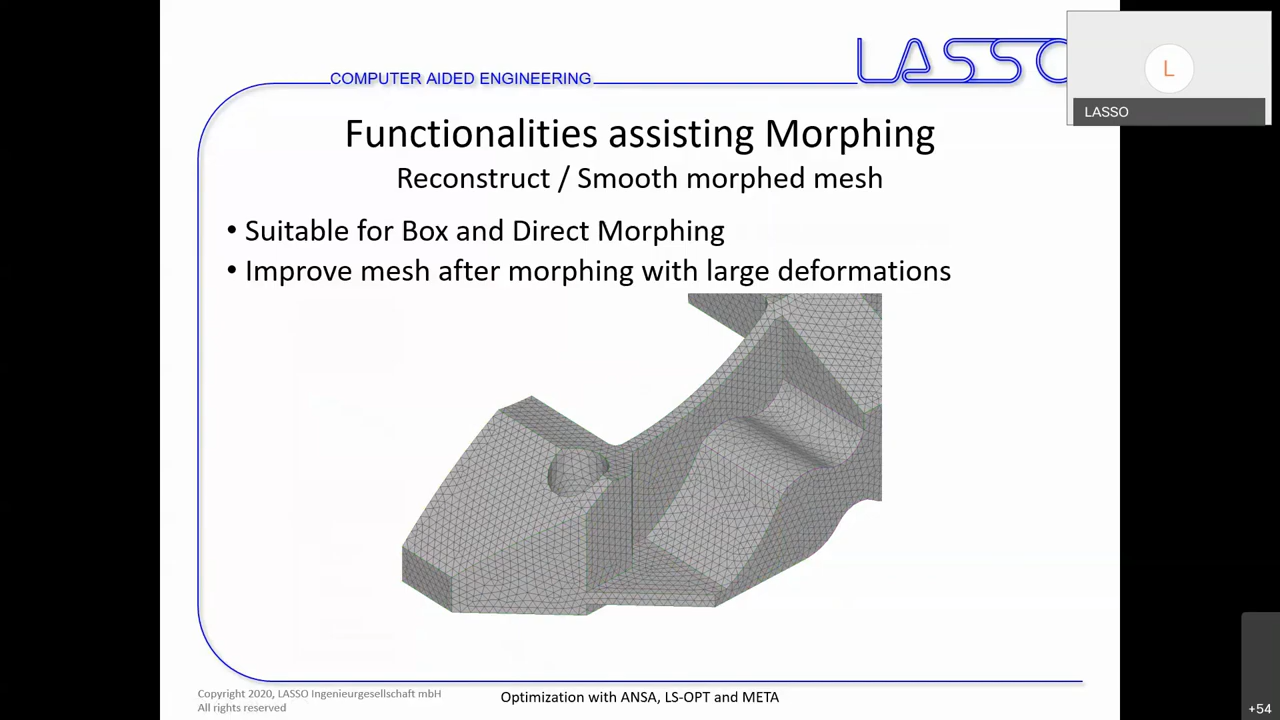 COMPUTER AIDED ENGINEERING
LASSO
L
LASSO
Functionalities assisting Morphing
Reconstruct / Smooth morphed mesh
• Suitable for Box and Direct Morphing
• Improve mesh after morphing with large deformations
Copyright 2020, LASSO Ingenieurgesellschaft mbH
All rights reserved
Optimization with ANSA, LS-OPT and META
+54